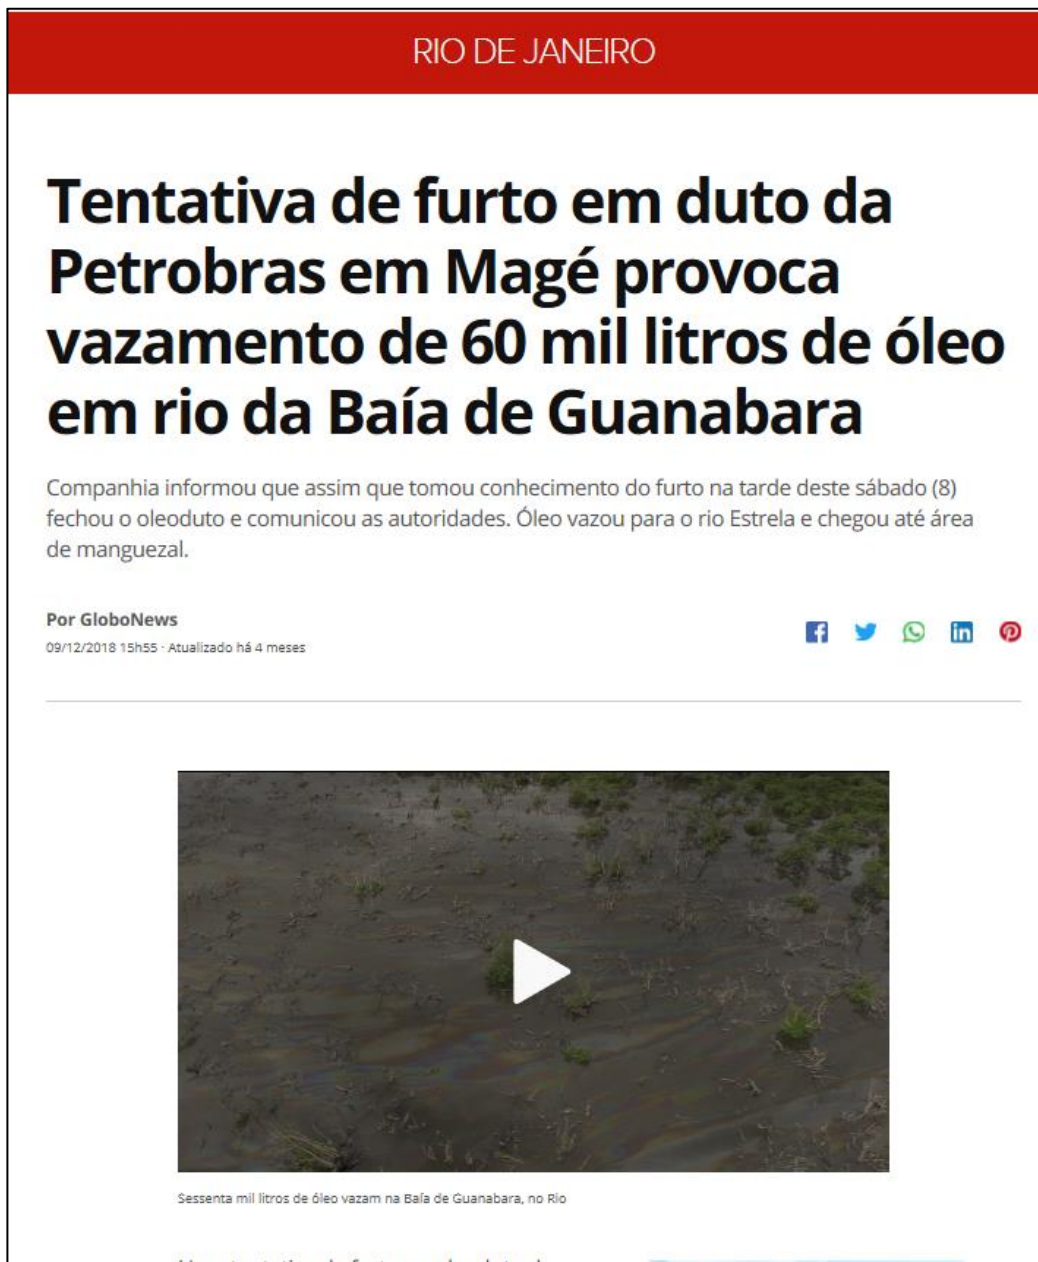 RIO DE JANEIRO
Tentativa de furto em duto da
Petrobras em Magé provoca
vazamento de 60 mil litros de óleo
em rio da Baía de Guanabara
Companhia informou que assim que tomou conhecimento do furto na tarde deste sábado (8)
fechou o oleoduto e comunicou as autoridades. Óleo vazou para o rio Estrela e chegou até área
de manguezal.
Por GloboNews
09/12/2018 15h55 · Atualizado há 4 meses
Sessenta mil litros de óleo vazam na Baía de Guanabara, no Rio